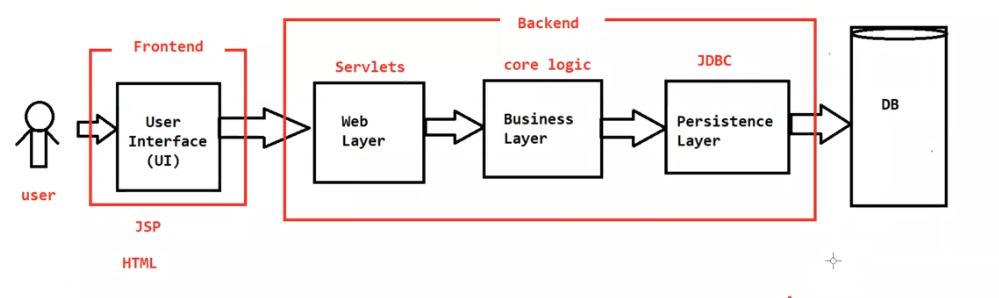 Backend
Frontend
Servlets
core logic
JDBC
User
Interface
(UI)
Web
Layer
Business
Layer
Persistence
Layer
DB
user
JSP
HTML